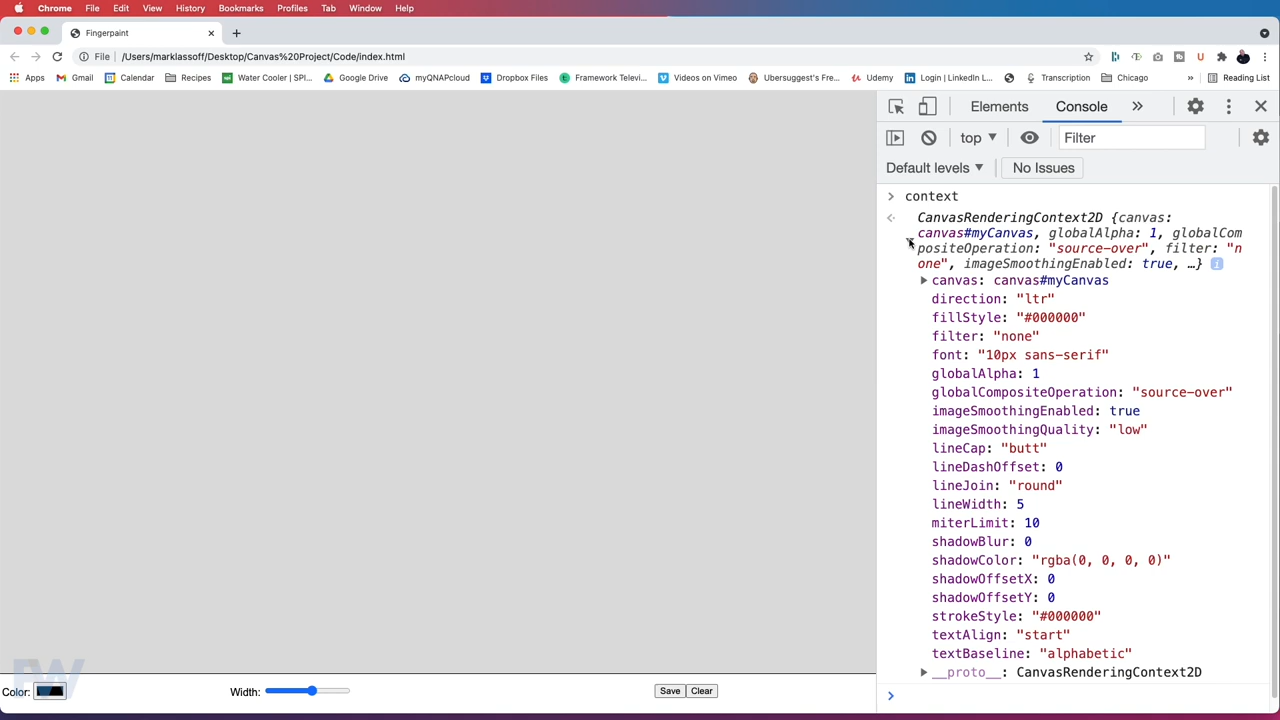 Chrome File Edit View History Bookmarks Profiles Tab Window Help
Fingerpaint
File /Users/marklassoff/Desktop/Canvas%20Project/Code/index.html
Apps Gmail Calendar Recipes Water Cooler | SPI... Google Drive myQNAPcloud Dropbox Files Framework Televi... Videos on Vimeo Ubersuggest's Fre... Udemy Login | LinkedIn L... Transcription Chicago » Reading List
Elements Console »
top Filter
Default levels No Issues
context
CanvasRenderingContext2D {canvas:
canvas#myCanvas, globalAlpha: 1, globalCom
positeOperation: "source-over", filter: "n
one", imageSmoothingEnabled: true, …}
canvas: canvas#myCanvas
direction: "ltr"
fillStyle: "#000000"
filter: "none"
font: "10px sans-serif"
globalAlpha: 1
globalCompositeOperation: "source-over"
imageSmoothingEnabled: true
imageSmoothingQuality: "low"
lineCap: "butt"
lineDashOffset: 0
lineJoin: "round"
lineWidth: 5
miterLimit: 10
shadowBlur: 0
shadowColor: "rgba(0, 0, 0, 0)"
shadowOffsetX: 0
shadowOffsetY: 0
strokeStyle: "#000000"
textAlign: "start"
textBaseline: "alphabetic"
__proto__: CanvasRenderingContext2D
Color: Width: Save Clear